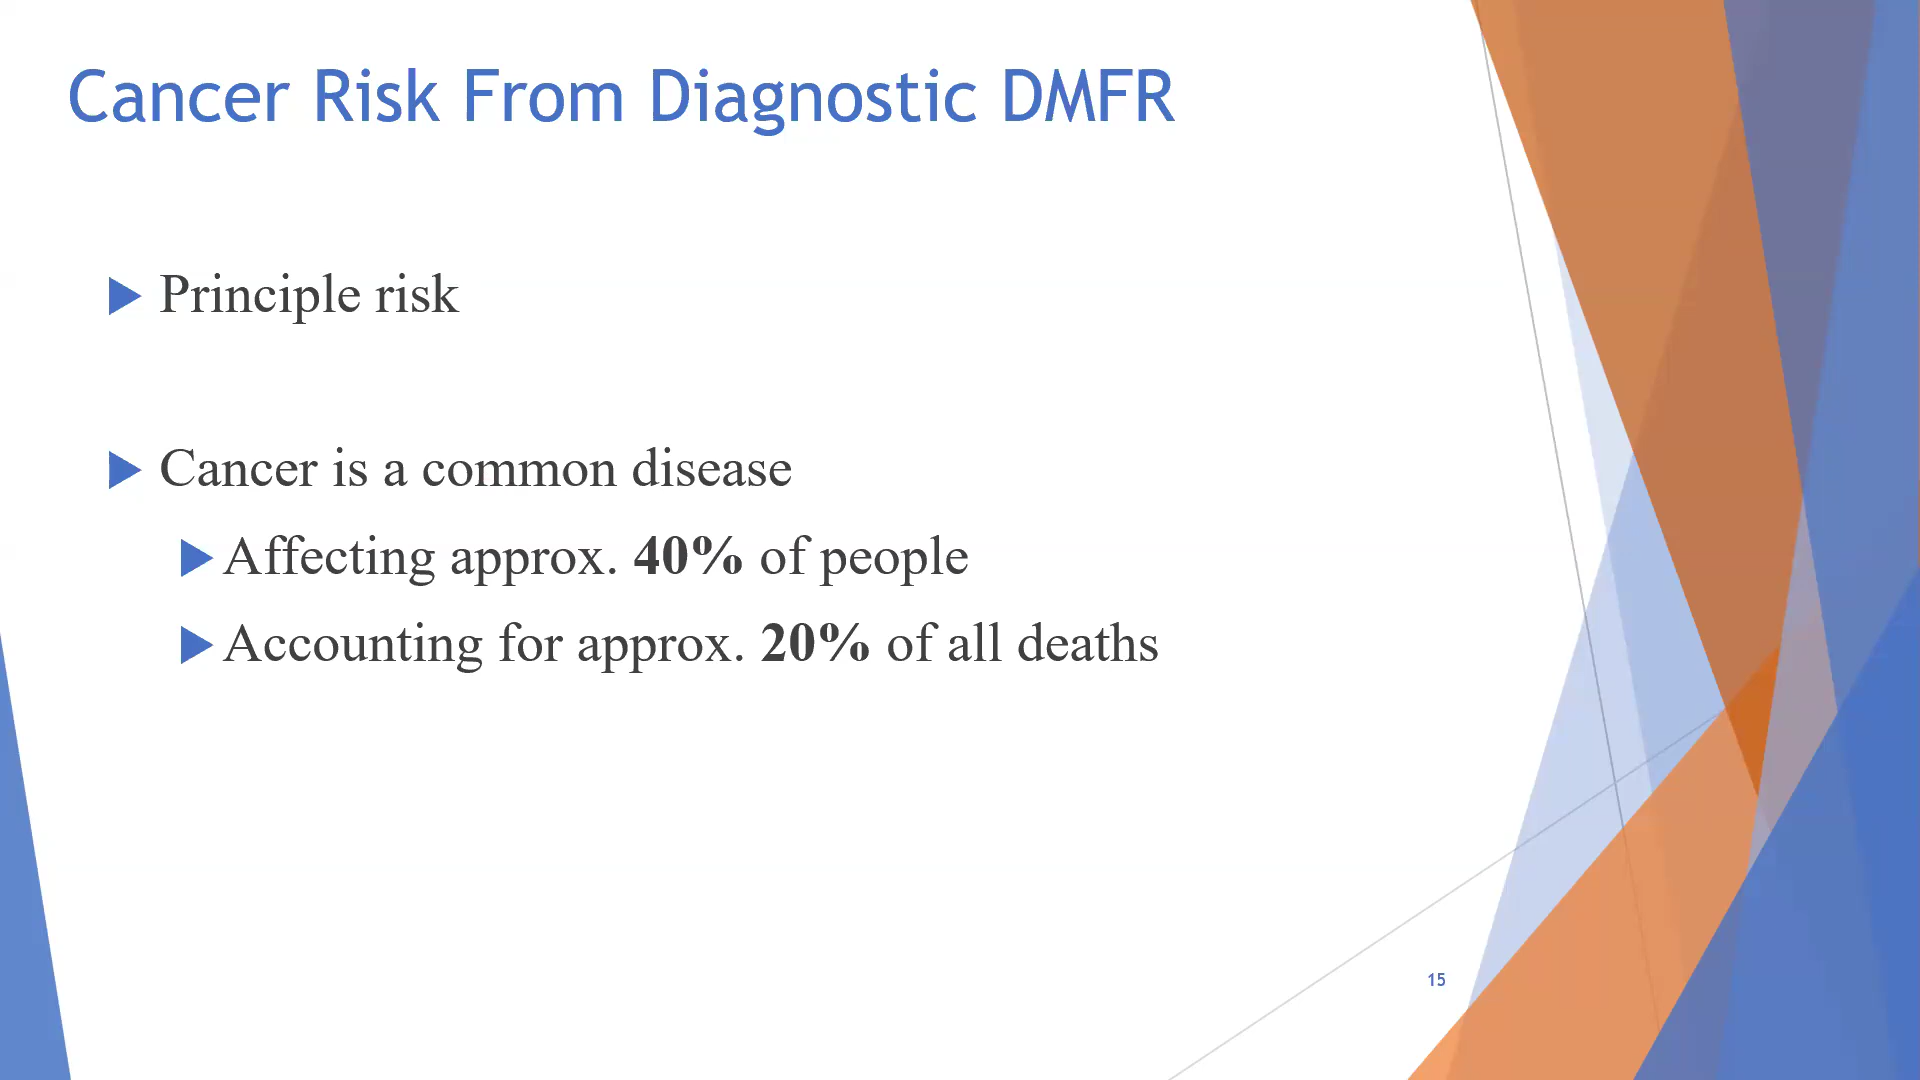 Cancer Risk From Diagnostic DMFR
Principle risk
Cancer is a common disease
Affecting approx. 40% of people
Accounting for approx. 20% of all deaths
15